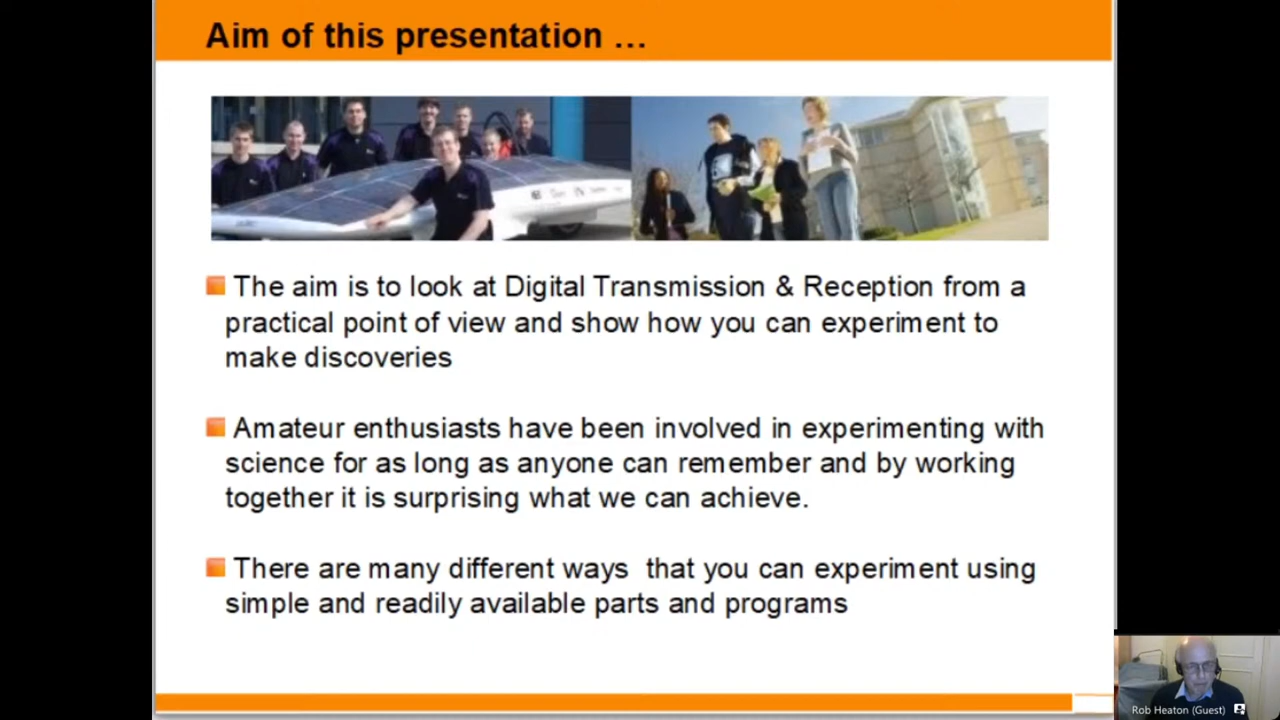 Aim of this presentation ...
The aim is to look at Digital Transmission & Reception from a
practical point of view and show how you can experiment to
make discoveries
Amateur enthusiasts have been involved in experimenting with
science for as long as anyone can remember and by working
together it is surprising what we can achieve.
There are many different ways that you can experiment using
simple and readily available parts and programs
Rob Heaton (Guest)